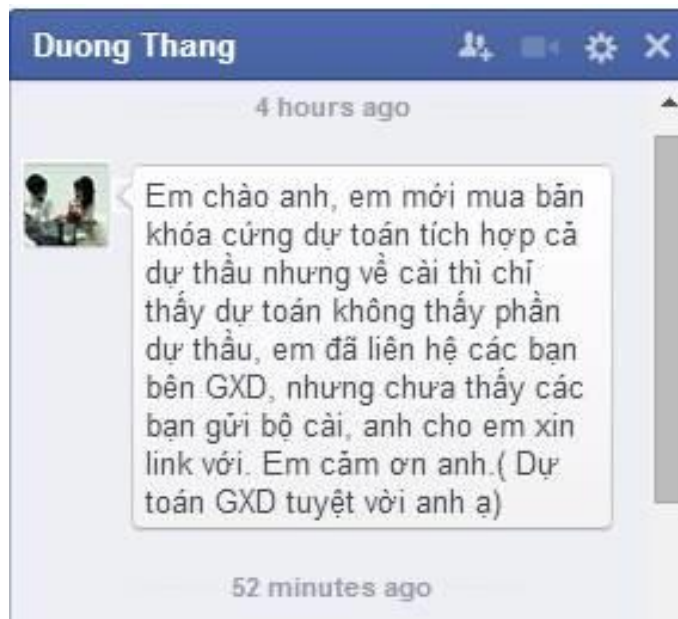 Duong Thang
4 hours ago
Em chào anh, em mới mua bản
khóa cứng dự toán tích hợp cả
dự thầu nhưng về cài thì chỉ
thấy dự toán không thấy phần
dự thầu, em đã liên hệ các bạn
bên GXD, nhưng chưa thấy các
bạn gửi bộ cài, anh cho em xin
link với. Em cảm ơn anh.( Dự
toán GXD tuyệt vời anh ạ)
52 minutes ago